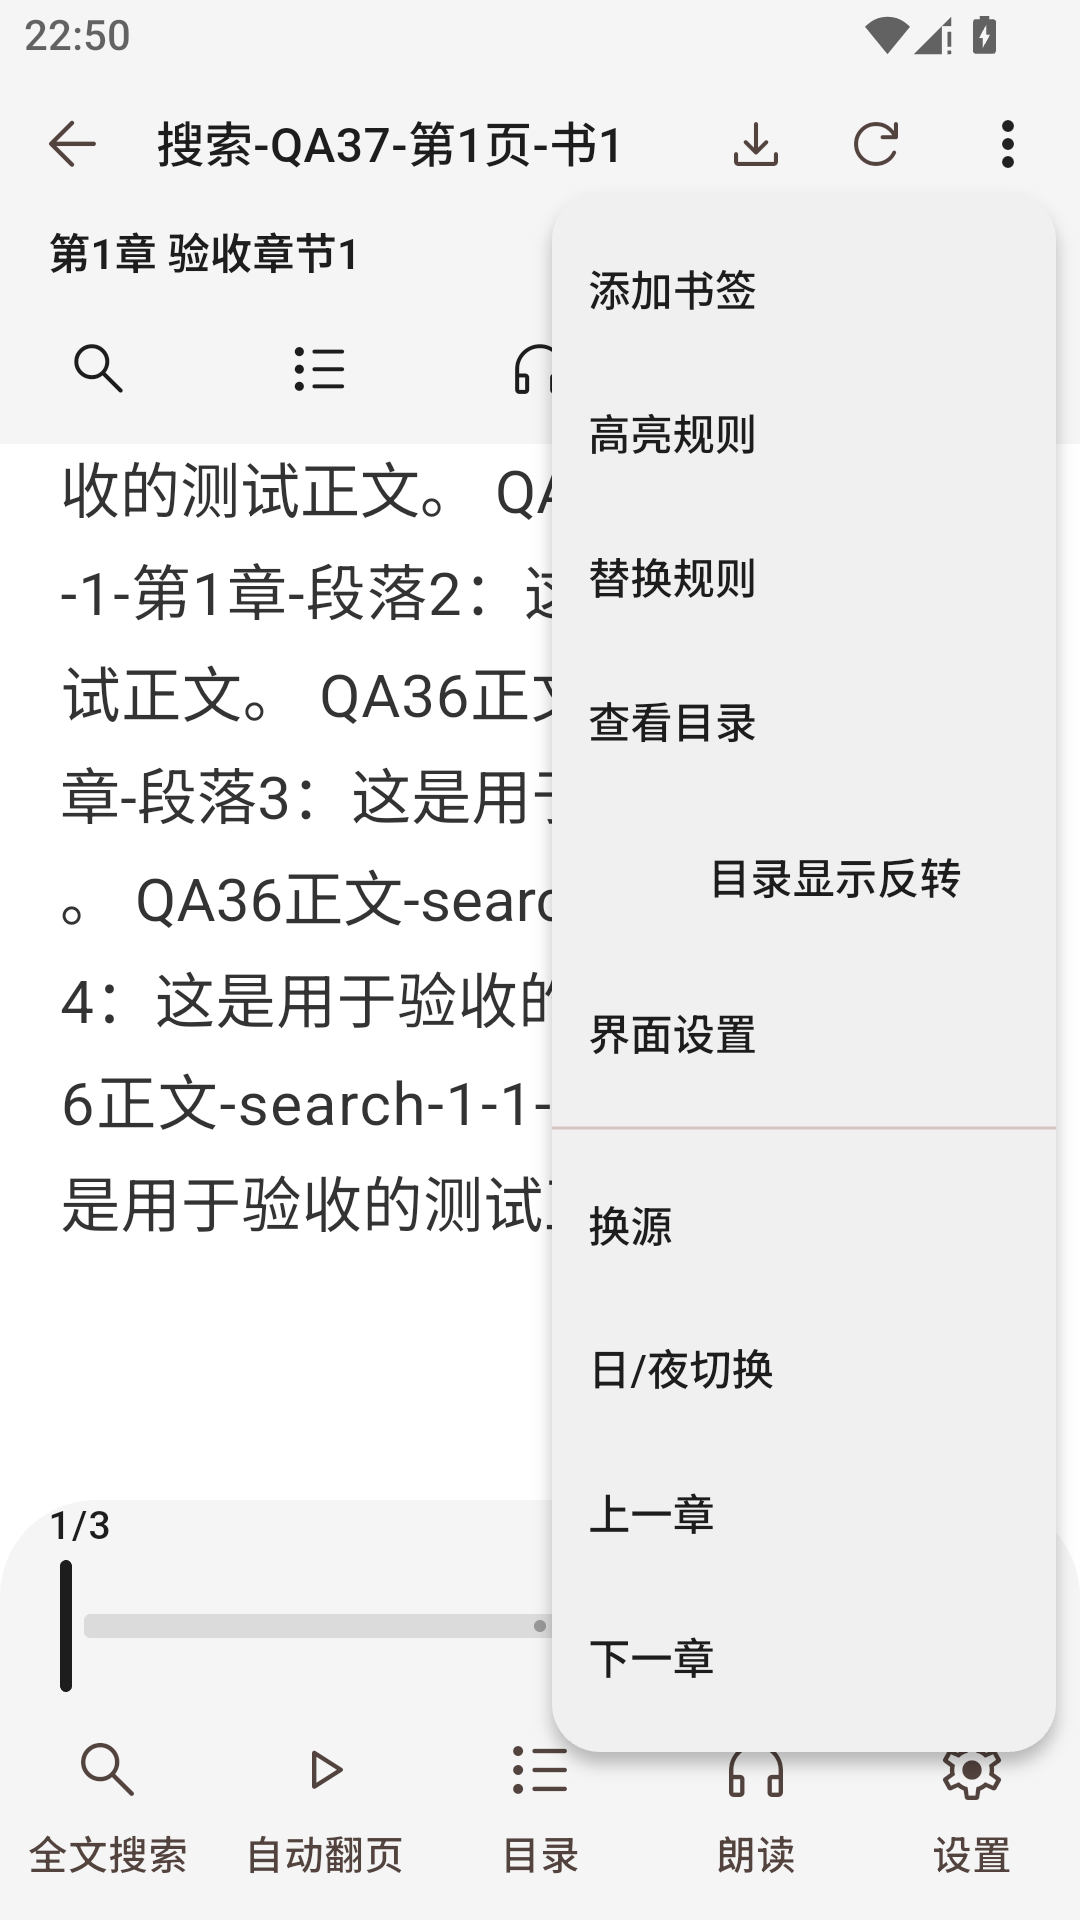 22:50
搜索-QA37-第1页-书1
第1章 验收章节1
添加书签
高亮规则
替换规则
查看目录
目录显示反转
界面设置
换源
日/夜切换
上一章
下一章
收的测试正文。 QA
-1-第1章-段落2：这
试正文。 QA36正文
章-段落3：这是用于
。 QA36正文-searc
4：这是用于验收的
6正文-search-1-1-
是用于验收的测试
1/3
全文搜索
自动翻页
目录
朗读
设置